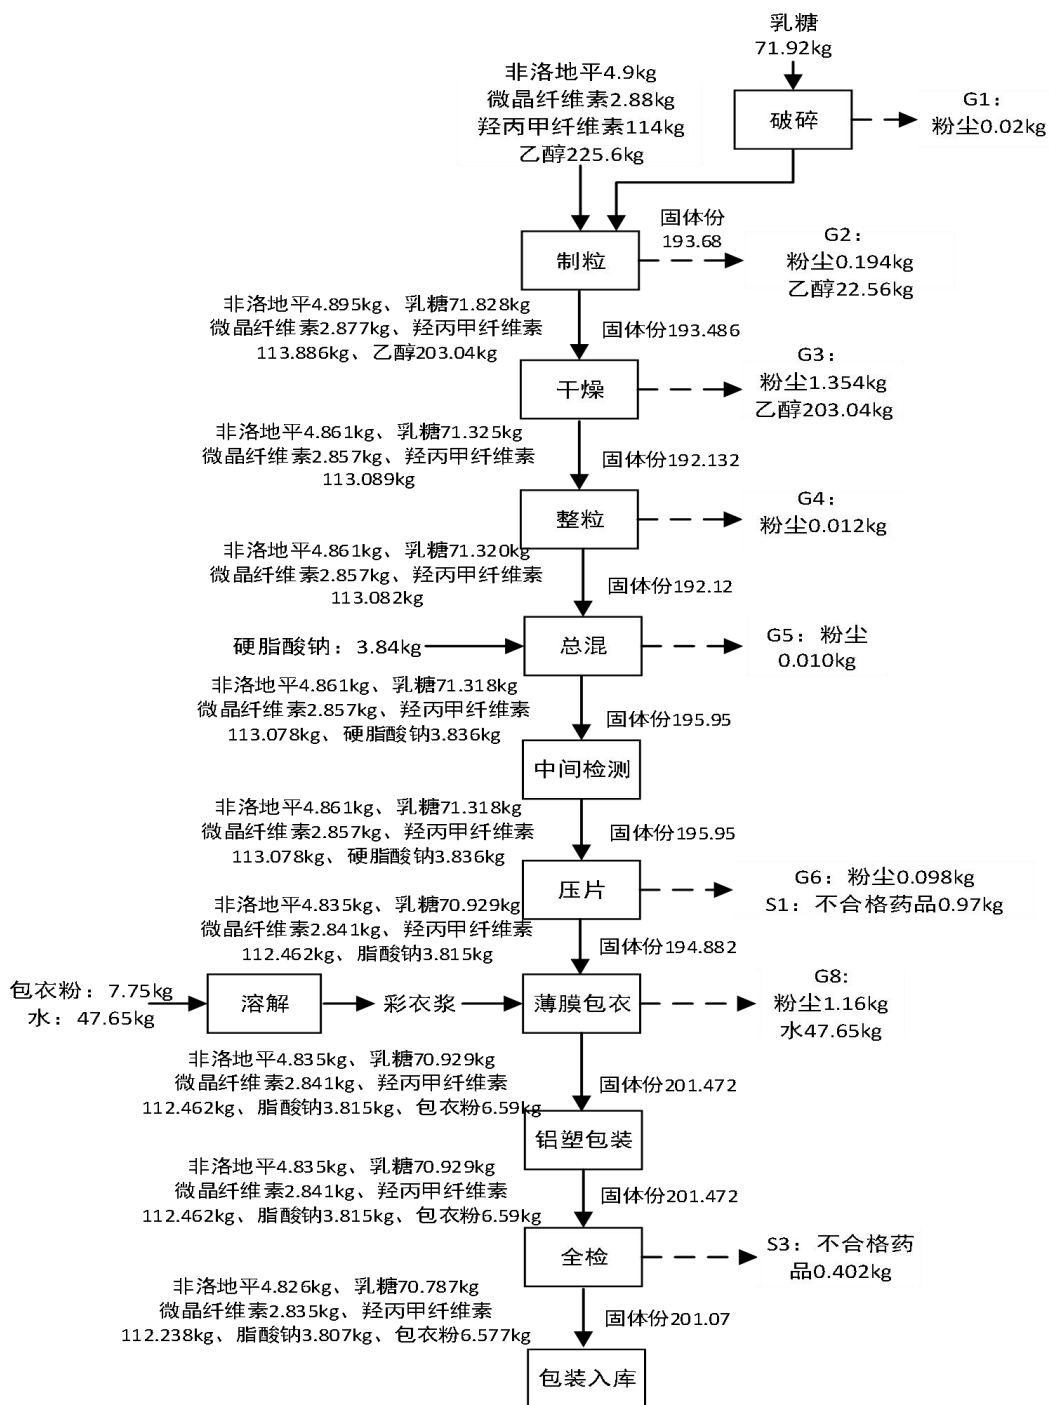 乳糖
71.92kg
非洛地平4.9kg
微晶纤维素2.88kg
羟丙甲纤维素114kg
乙醇225.6kg
破碎
G1：
粉尘0.02kg
固体份
193.68
制粒
G2：
粉尘0.194kg
乙醇22.56kg
非洛地平4.895kg、乳糖71.828kg
微晶纤维素2.877kg、羟丙甲纤维素
113.886kg、乙醇203.04kg
固体份193.486
干燥
G3：
粉尘1.354kg
乙醇203.04kg
非洛地平4.861kg、乳糖71.325kg
微晶纤维素2.857kg、羟丙甲纤维素
113.089kg
固体份192.132
整粒
G4：
粉尘0.012kg
非洛地平4.861kg、乳糖71.320kg
微晶纤维素2.857kg、羟丙甲纤维素
113.082kg
固体份192.12
硬脂酸钠：3.84kg
总混
G5：粉尘
0.010kg
非洛地平4.861kg、乳糖71.318kg
微晶纤维素2.857kg、羟丙甲纤维素
113.078kg、硬脂酸钠3.836kg
固体份195.95
中间检测
非洛地平4.861kg、乳糖71.318kg
微晶纤维素2.857kg、羟丙甲纤维素
113.078kg、硬脂酸钠3.836kg
固体份195.95
压片
G6：粉尘0.098kg
S1：不合格药品0.97kg
非洛地平4.835kg、乳糖70.929kg
微晶纤维素2.841kg、羟丙甲纤维素
112.462kg、脂酸钠3.815kg
固体份194.882
包衣粉：7.75kg
水：47.65kg
溶解
彩衣浆
薄膜包衣
G8:
粉尘1.16kg
水47.65kg
非洛地平4.835kg、乳糖70.929kg
微晶纤维素2.841kg、羟丙甲纤维素
112.462kg、脂酸钠3.815kg、包衣粉6.59kg
固体份201.472
铝塑包装
非洛地平4.835kg、乳糖70.929kg
微晶纤维素2.841kg、羟丙甲纤维素
112.462kg、脂酸钠3.815kg、包衣粉6.59kg
固体份201.472
全检
S3：不合格药
品0.402kg
非洛地平4.826kg、乳糖70.787kg
微晶纤维素2.835kg、羟丙甲纤维素
112.238kg、脂酸钠3.807kg、包衣粉6.577kg
固体份201.07
包装入库